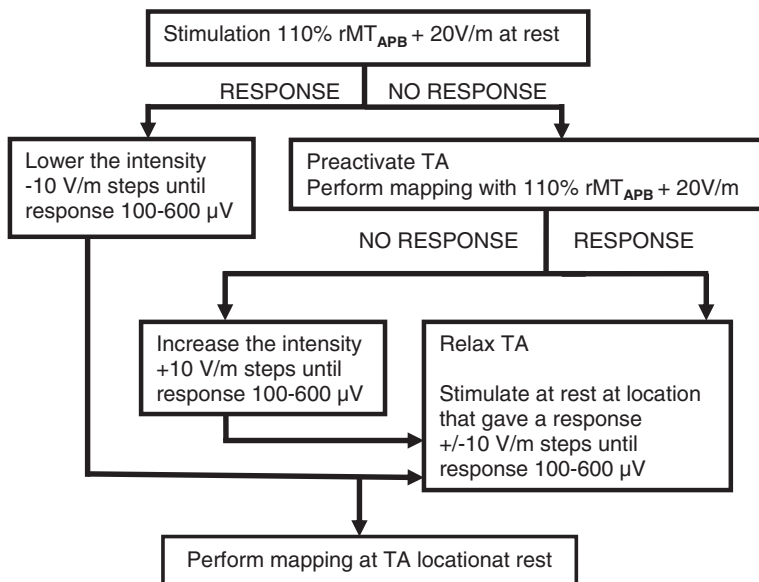 Stimulation 110% rMTAPB + 20V/m at rest
RESPONSE NO RESPONSE
Lower the intensity
-10 V/m steps until
response 100-600 µV
Preactivate TA
Perform mapping with 110% rMTAPB + 20V/m
NO RESPONSE RESPONSE
Increase the intensity
+10 V/m steps until
response 100-600 µV
Relax TA
Stimulate at rest at location
that gave a response
+/-10 V/m steps until
response 100-600 µV
Perform mapping at TA locationat rest